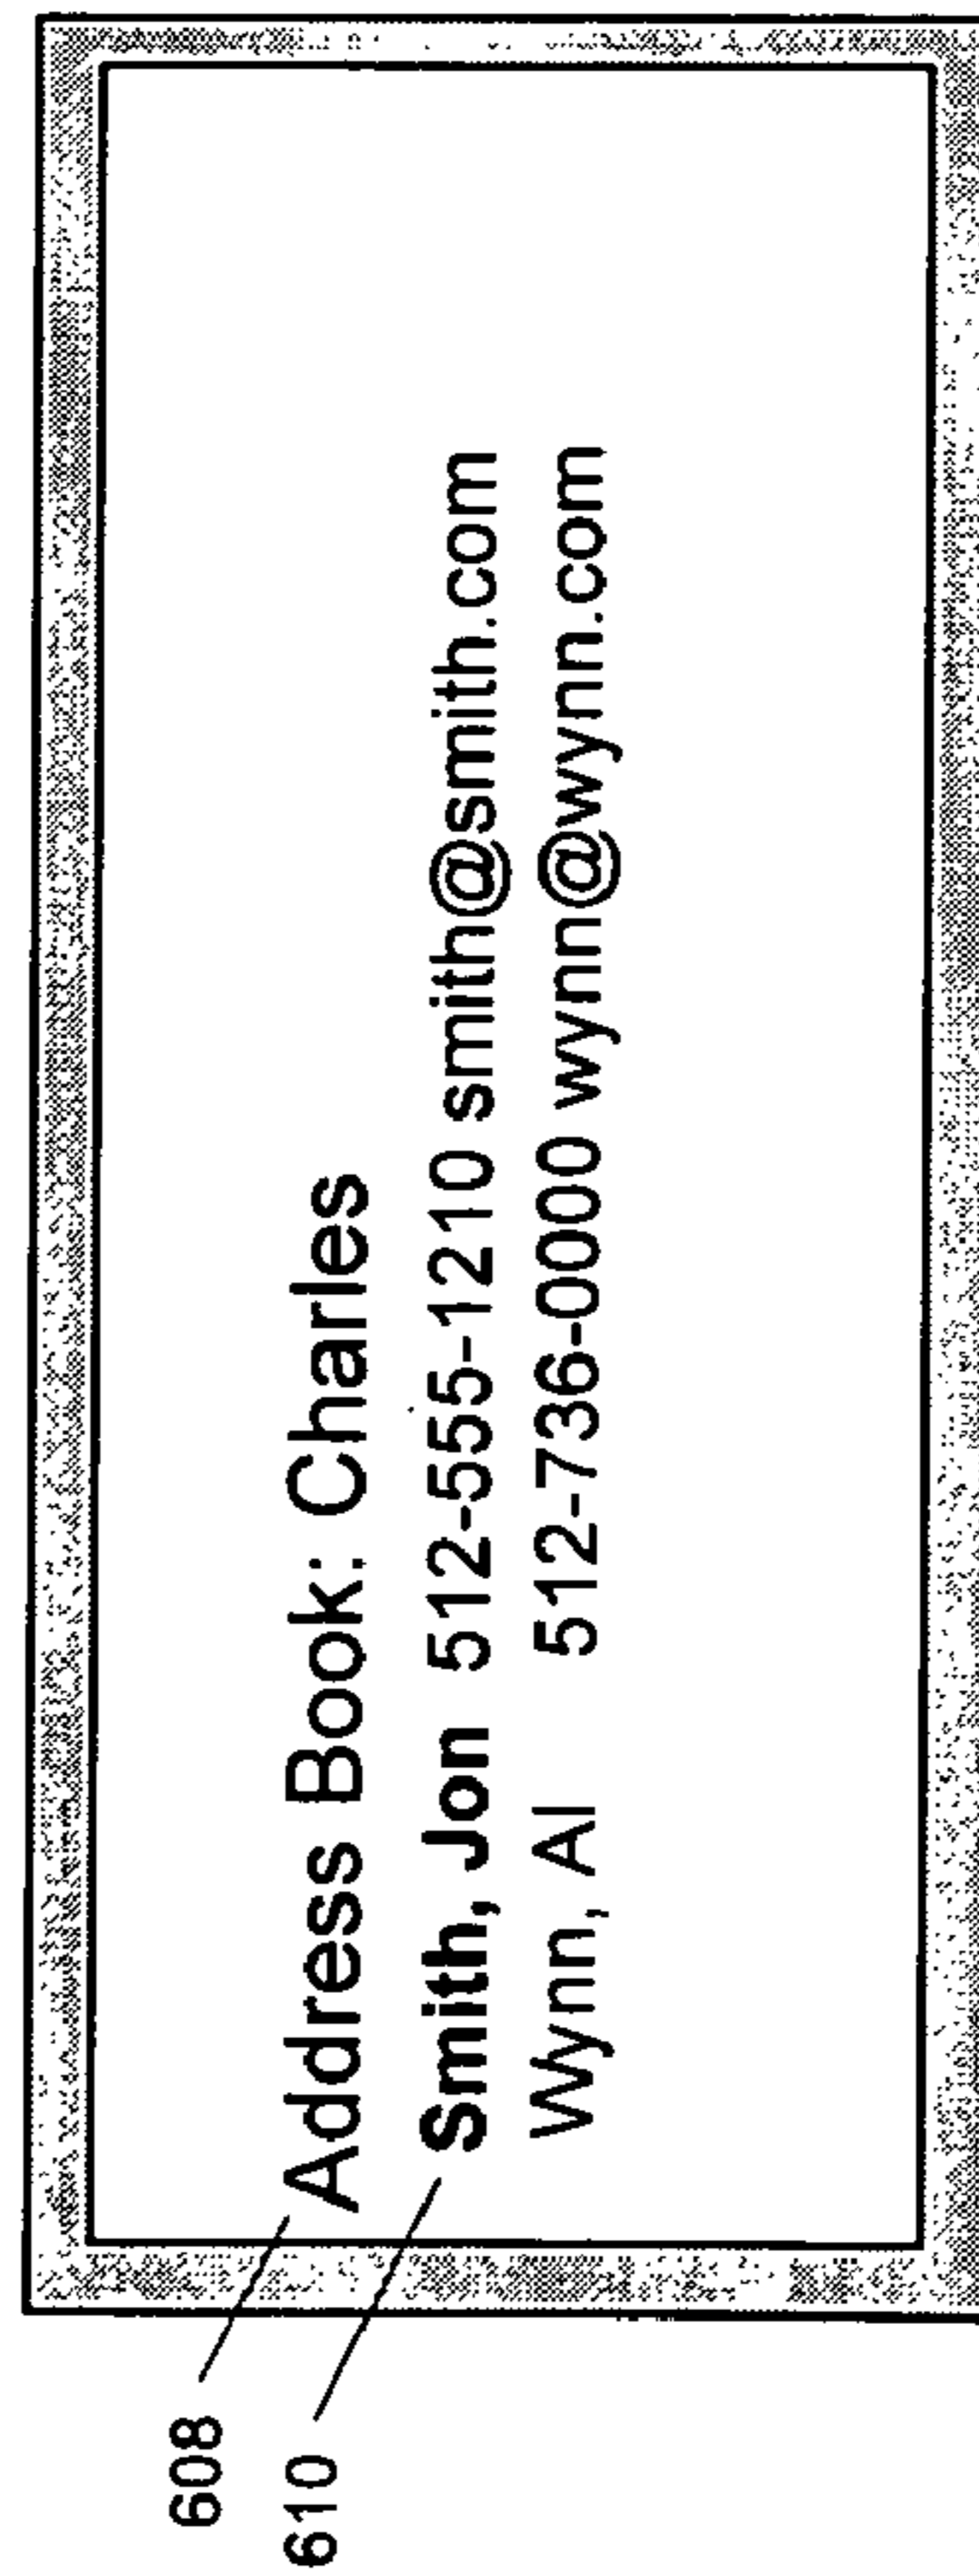 608
Address Book: Charles
610
Smith, Jon 512-555-1210 smith@smith.com
Wynn, Al 512-736-0000 wynn@wynn.com